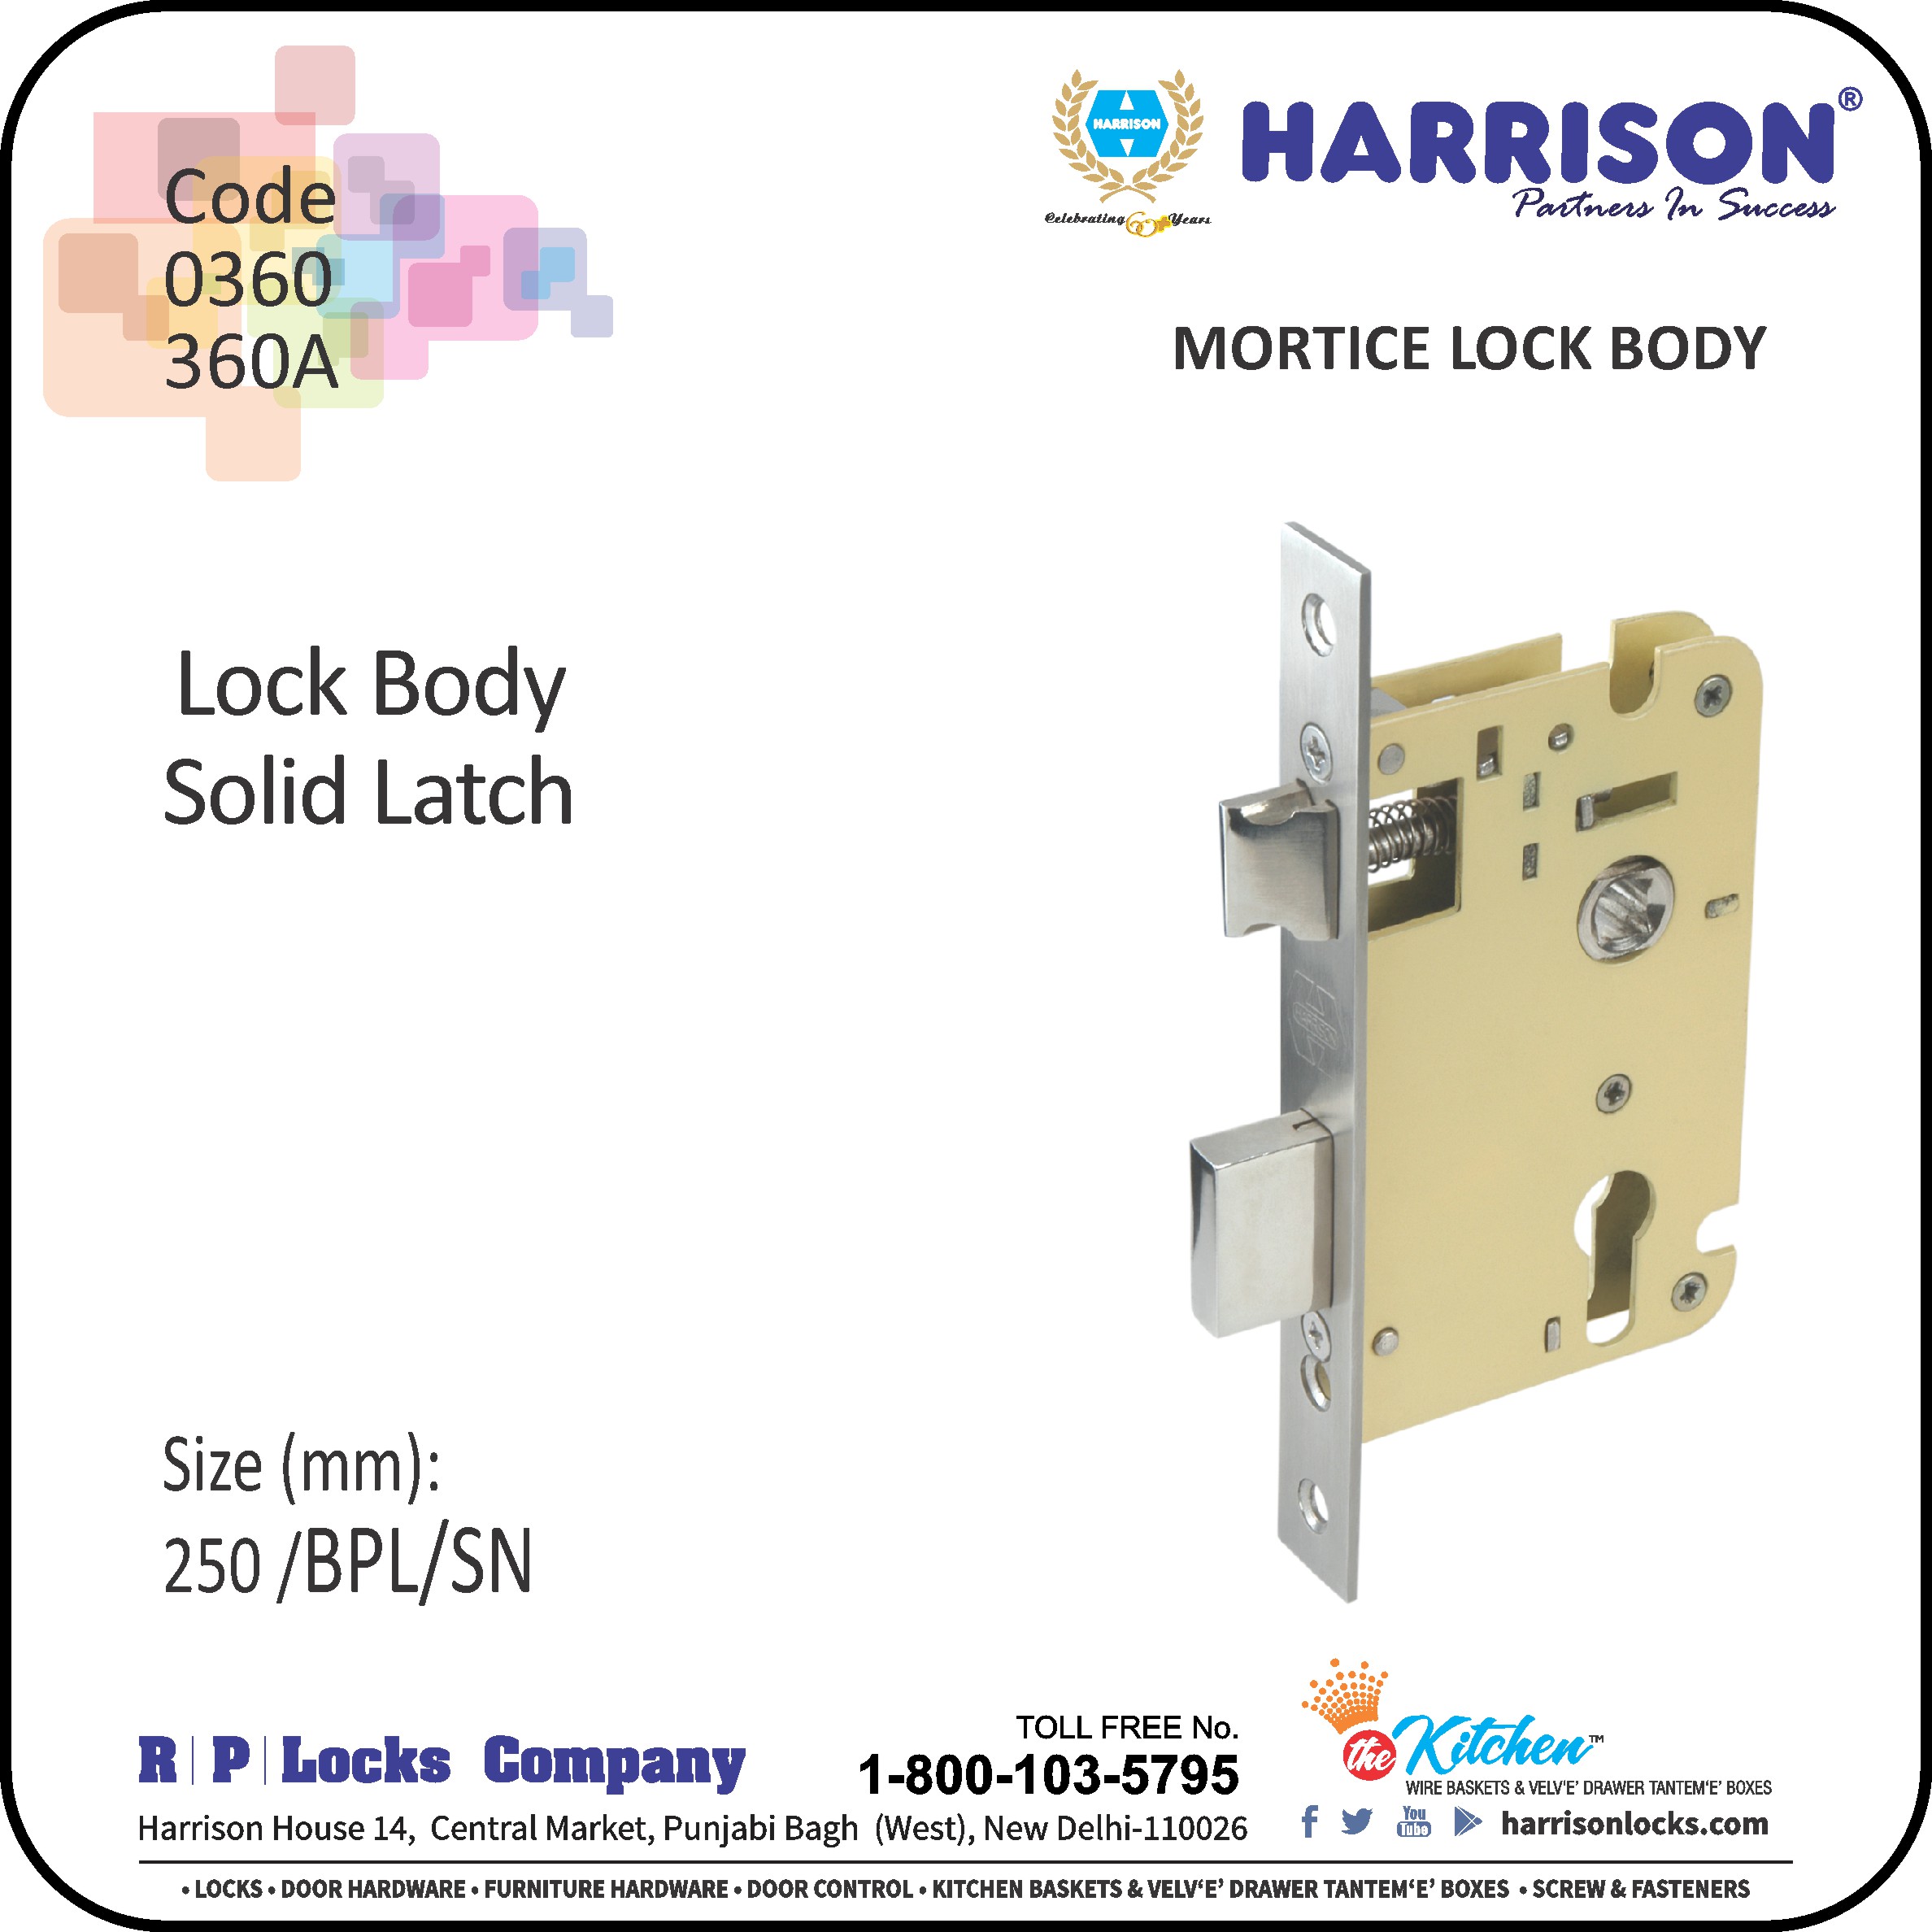 Code
0360
360A
HARRISON
Celebrating 60+ Years
HARRISON®
Partners In Success
MORTICE LOCK BODY
Lock Body
Solid Latch
Size (mm):
250 /BPL/SN
R|P|Locks Company
TOLL FREE No.
1-800-103-5795
Harrison House 14, Central Market, Punjabi Bagh (West), New Delhi-110026
the Kitchen™
WIRE BASKETS & VELV'E' DRAWER TANTEM'E' BOXES
f You Tube harrisonlocks.com
• LOCKS • DOOR HARDWARE • FURNITURE HARDWARE • DOOR CONTROL • KITCHEN BASKETS & VELV‘E’ DRAWER TANTEM‘E’ BOXES • SCREW & FASTENERS